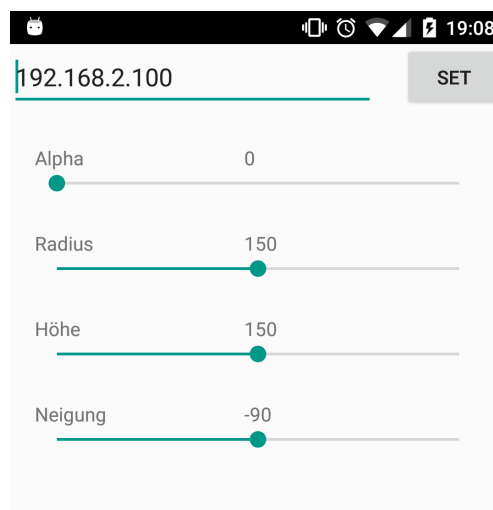 19:08
192.168.2.100 SET
Alpha 0
Radius 150
Höhe 150
Neigung -90